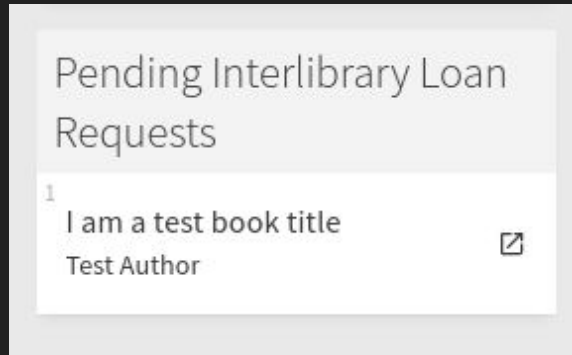 Pending Interlibrary Loan
Requests
1
I am a test book title
Test Author